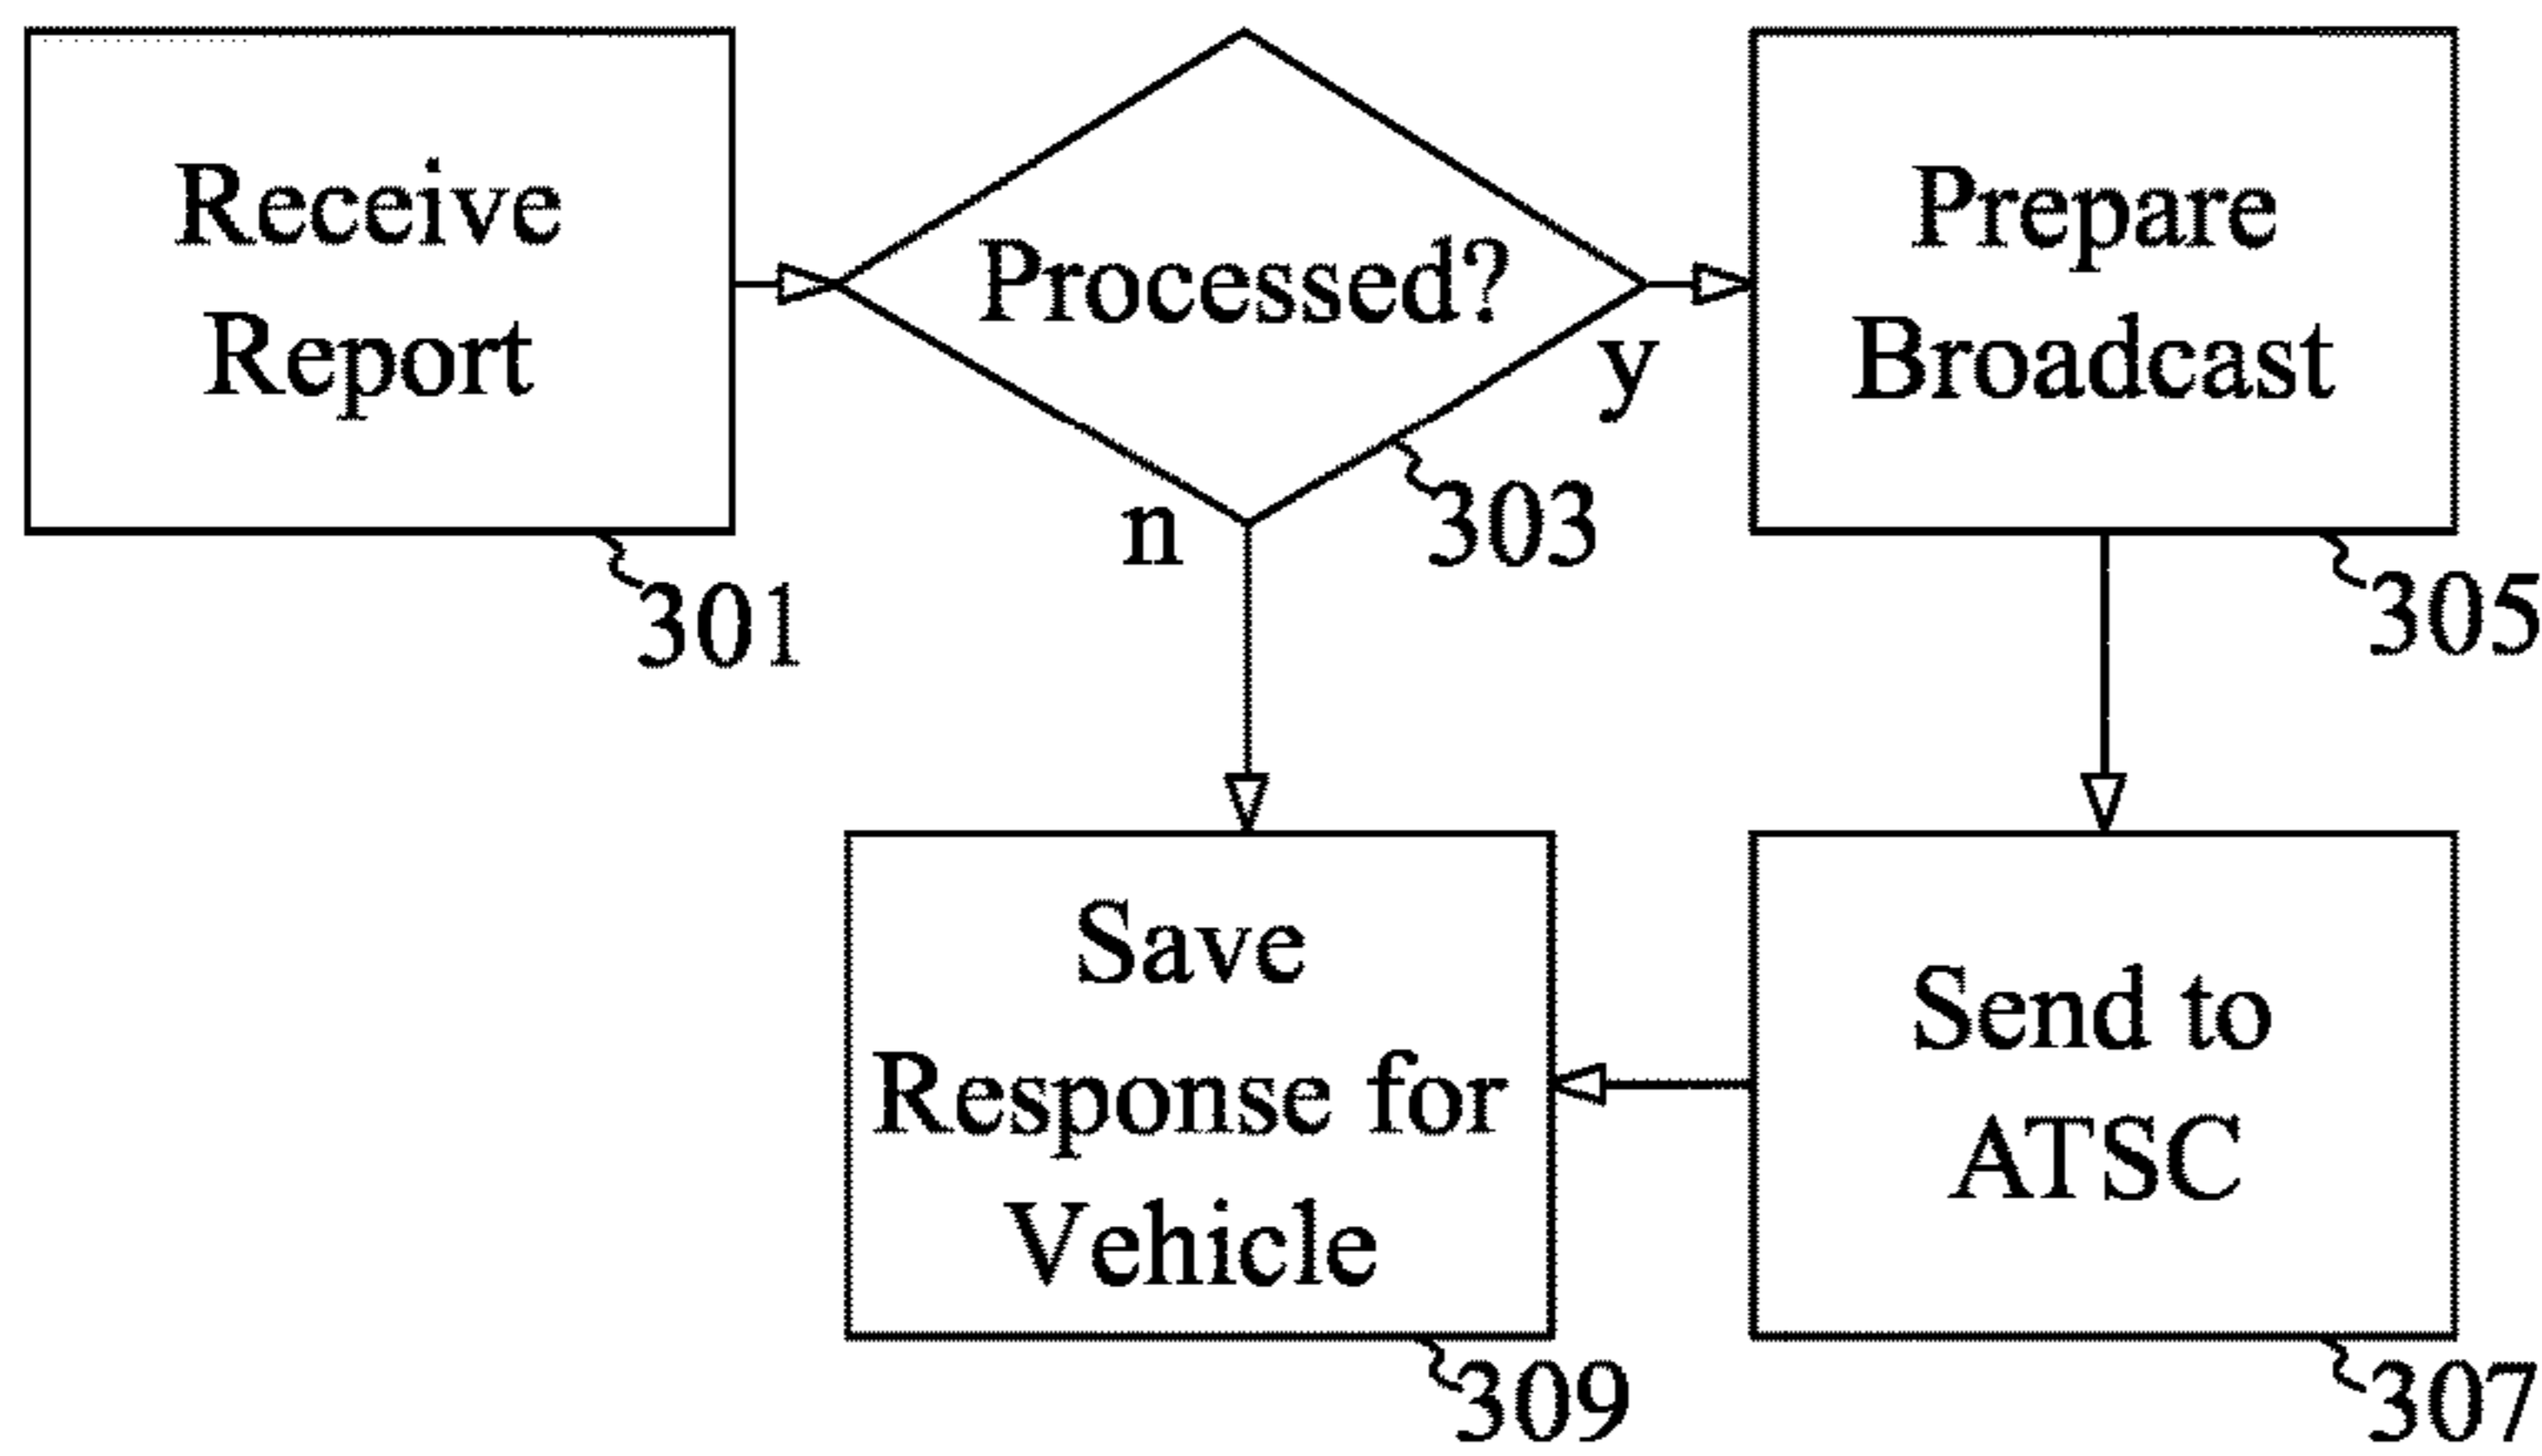 Receive
Report
301
Processed?
y
n
303
Prepare
Broadcast
305
Save
Response for
Vehicle
309
Send to
ATSC
307